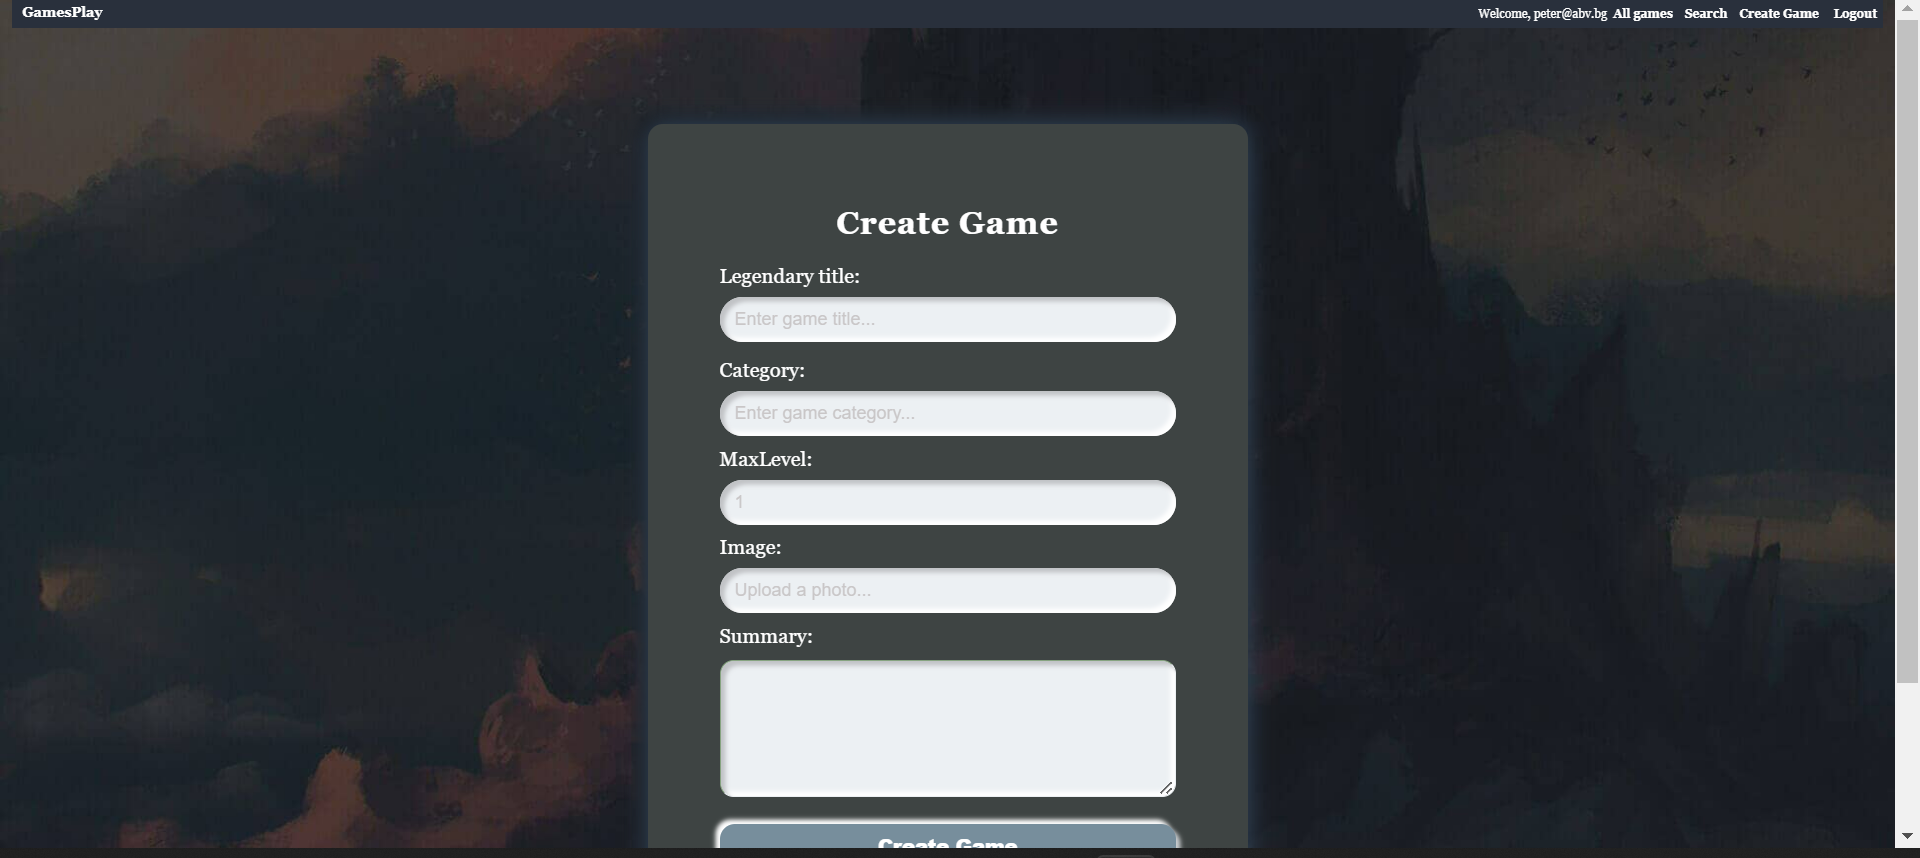 GamesPlay
Welcome, peter@abv.bg All games Search Create Game Logout
Create Game
Legendary title:
Enter game title...
Category:
Enter game category...
MaxLevel:
1
Image:
Upload a photo...
Summary:
Create Game